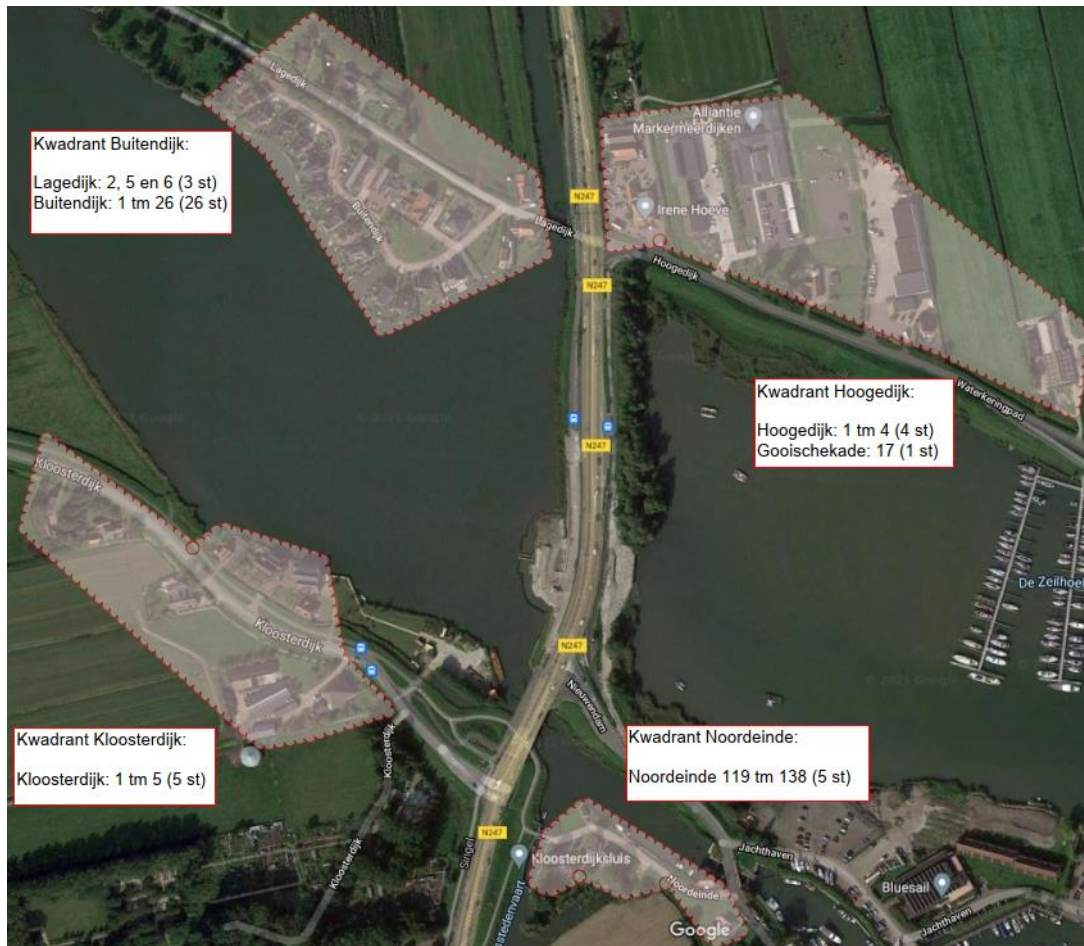 Lagedijk
Alliantie
Markermeerdijken
Kwadrant Buitendijk:
Lagedijk: 2, 5 en 6 (3 st)
Buitendijk: 1 tm 26 (26 st)
N247
Irene Hoeve
Buitendijk
Lagedijk
Hoogedijk
N247
Kwadrant Hoogedijk:
Hoogedijk: 1 tm 4 (4 st)
Gooischekade: 17 (1 st)
Waterkeringpad
N247
Kloosterdijk
De Zeilhoek
Kloosterdijk
N247
Nieuwendam
Kwadrant Kloosterdijk:
Kloosterdijk: 1 tm 5 (5 st)
Kloosterdijk
Kwadrant Noordeinde:
Noordeinde 119 tm 138 (5 st)
N247
Singel
Kloosterdijk
Kloosterdijksluis
Jachthaven
Noordeinde
Bluesail
Jachthaven
Google